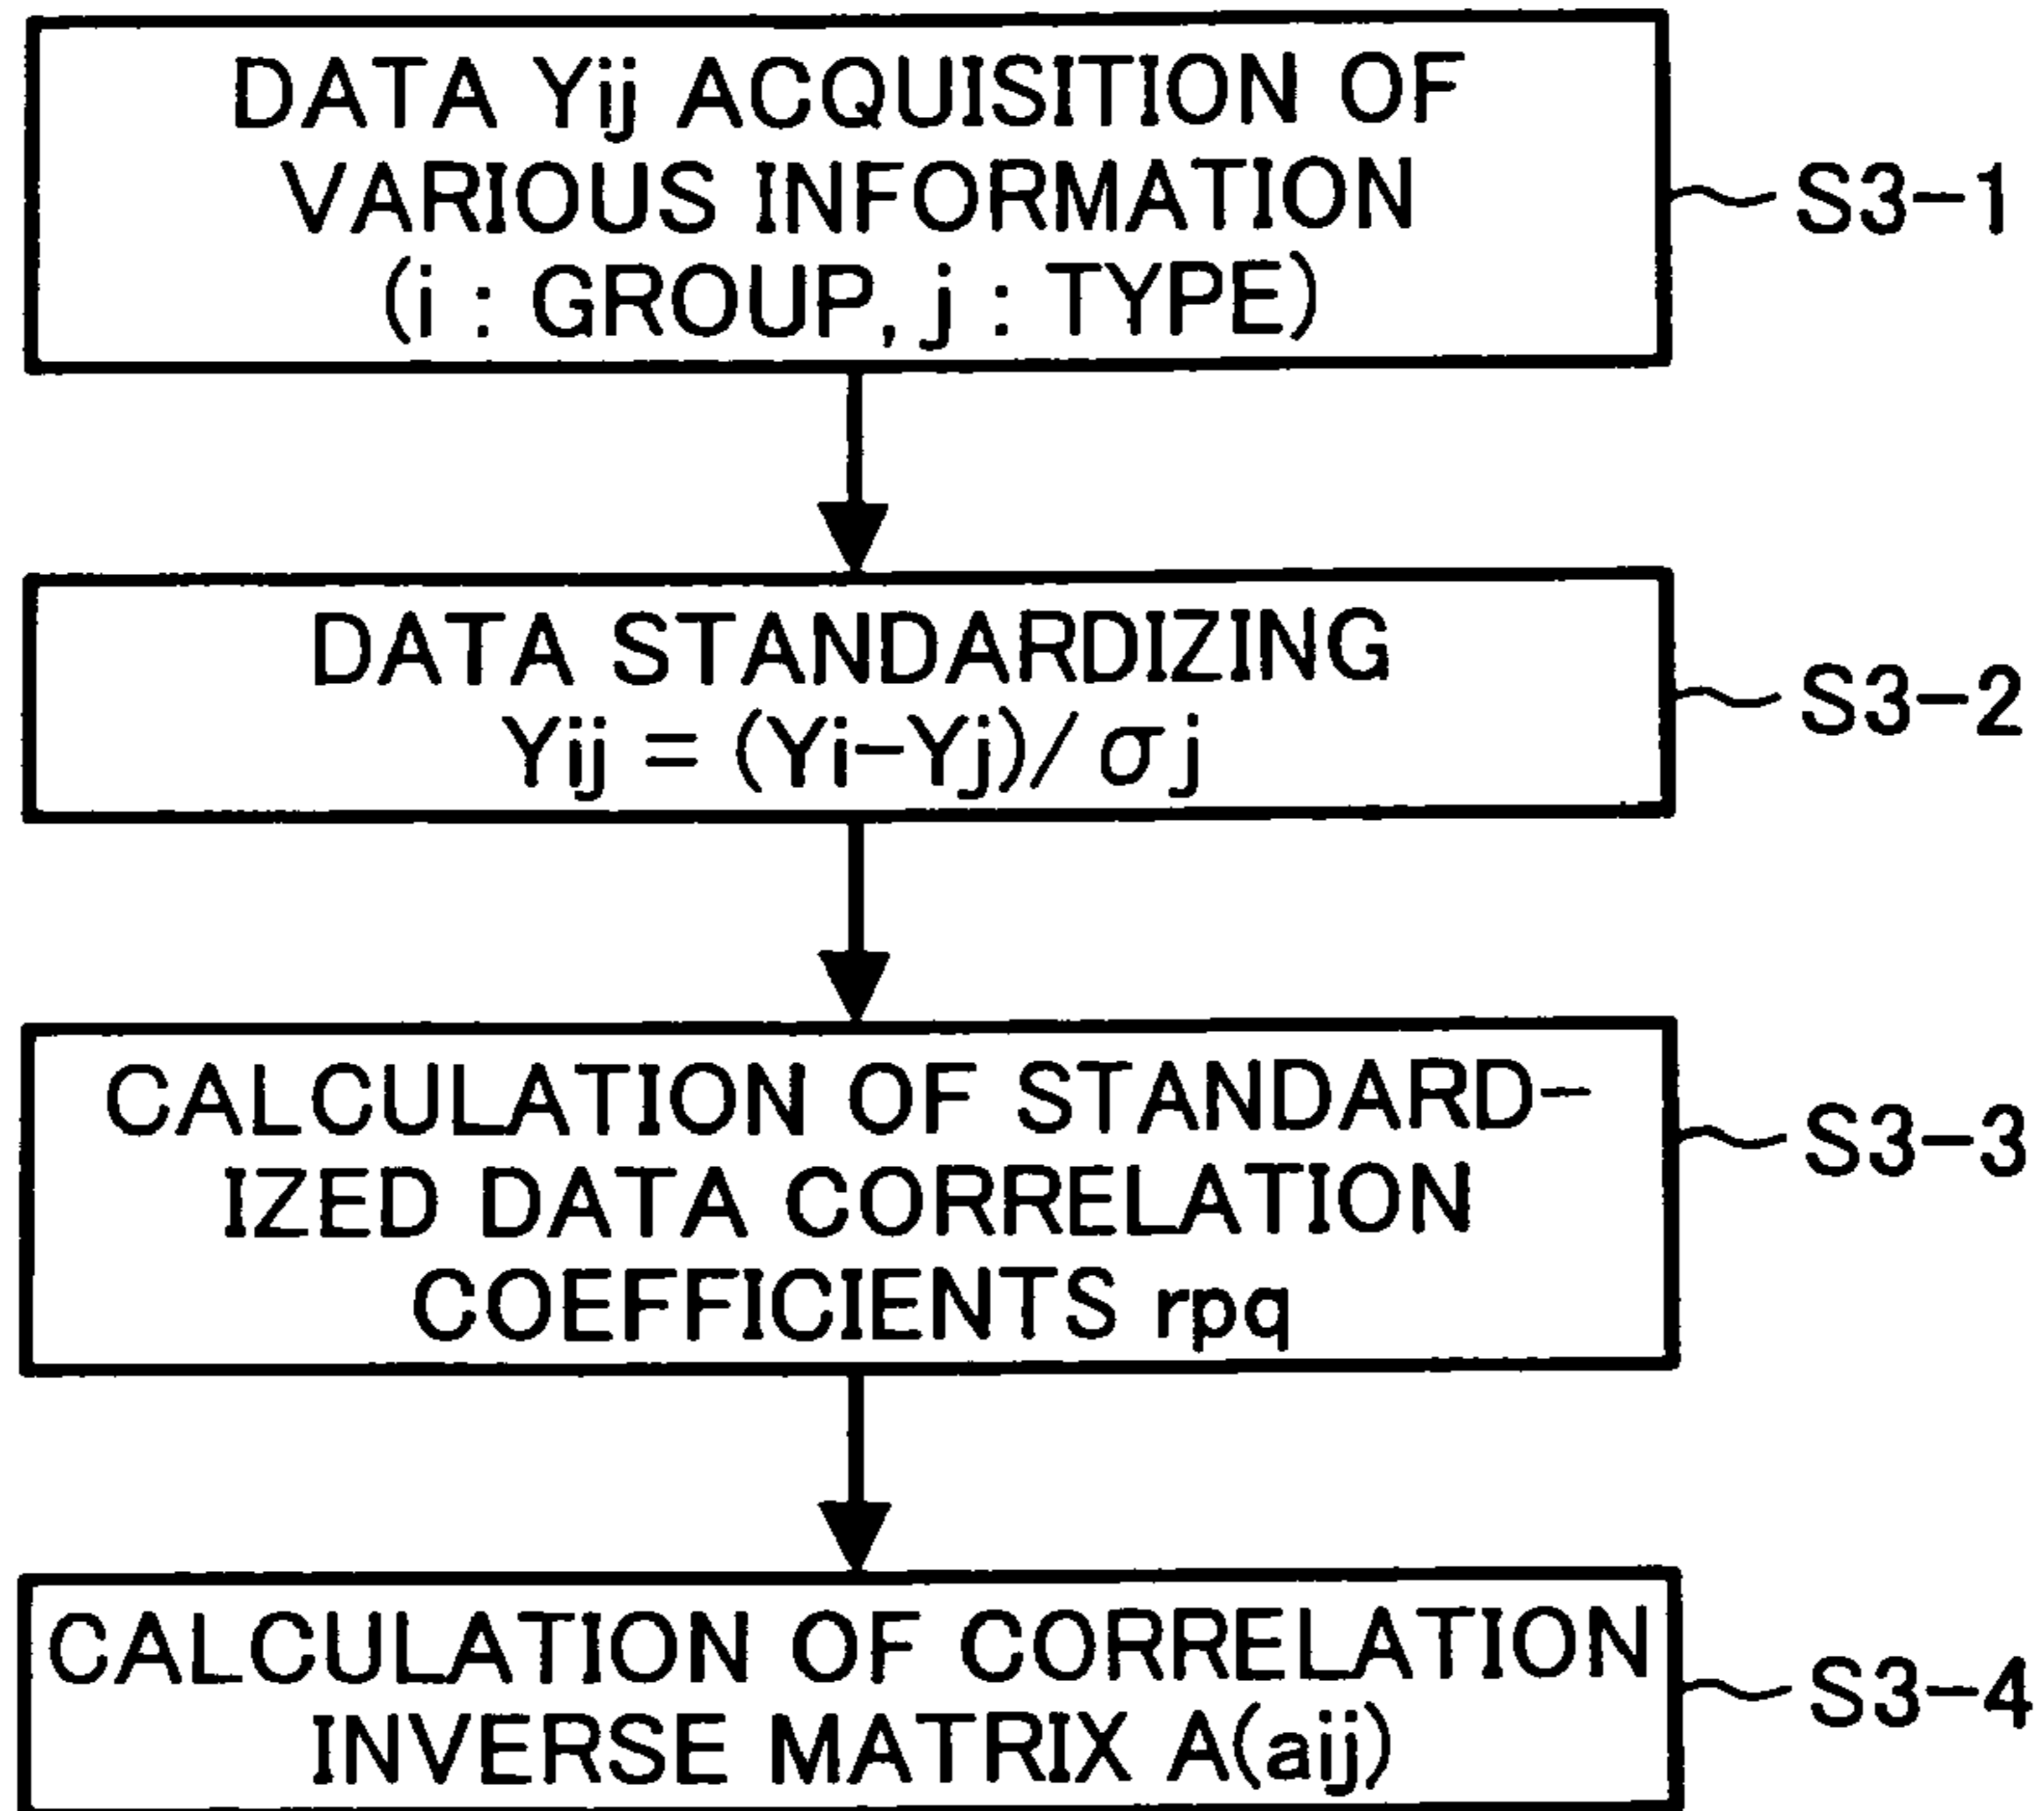 DATA Yij ACQUISITION OF
VARIOUS INFORMATION
(i : GROUP, j : TYPE)
S3-1
DATA STANDARDIZING
Yij = (Yi-Yj)/σj
S3-2
CALCULATION OF STANDARD-
IZED DATA CORRELATION
COEFFICIENTS rpq
S3-3
CALCULATION OF CORRELATION
INVERSE MATRIX A(aij)
S3-4